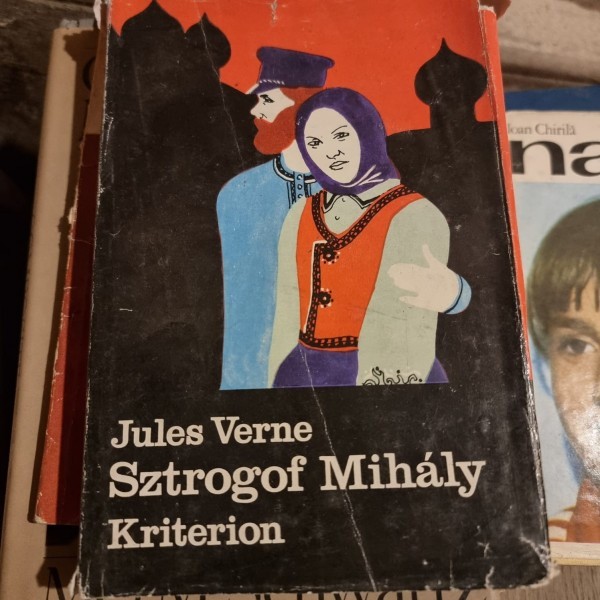 Jules Verne
Sztrogof Mihály
Kriterion
Ioan Chirilă
na